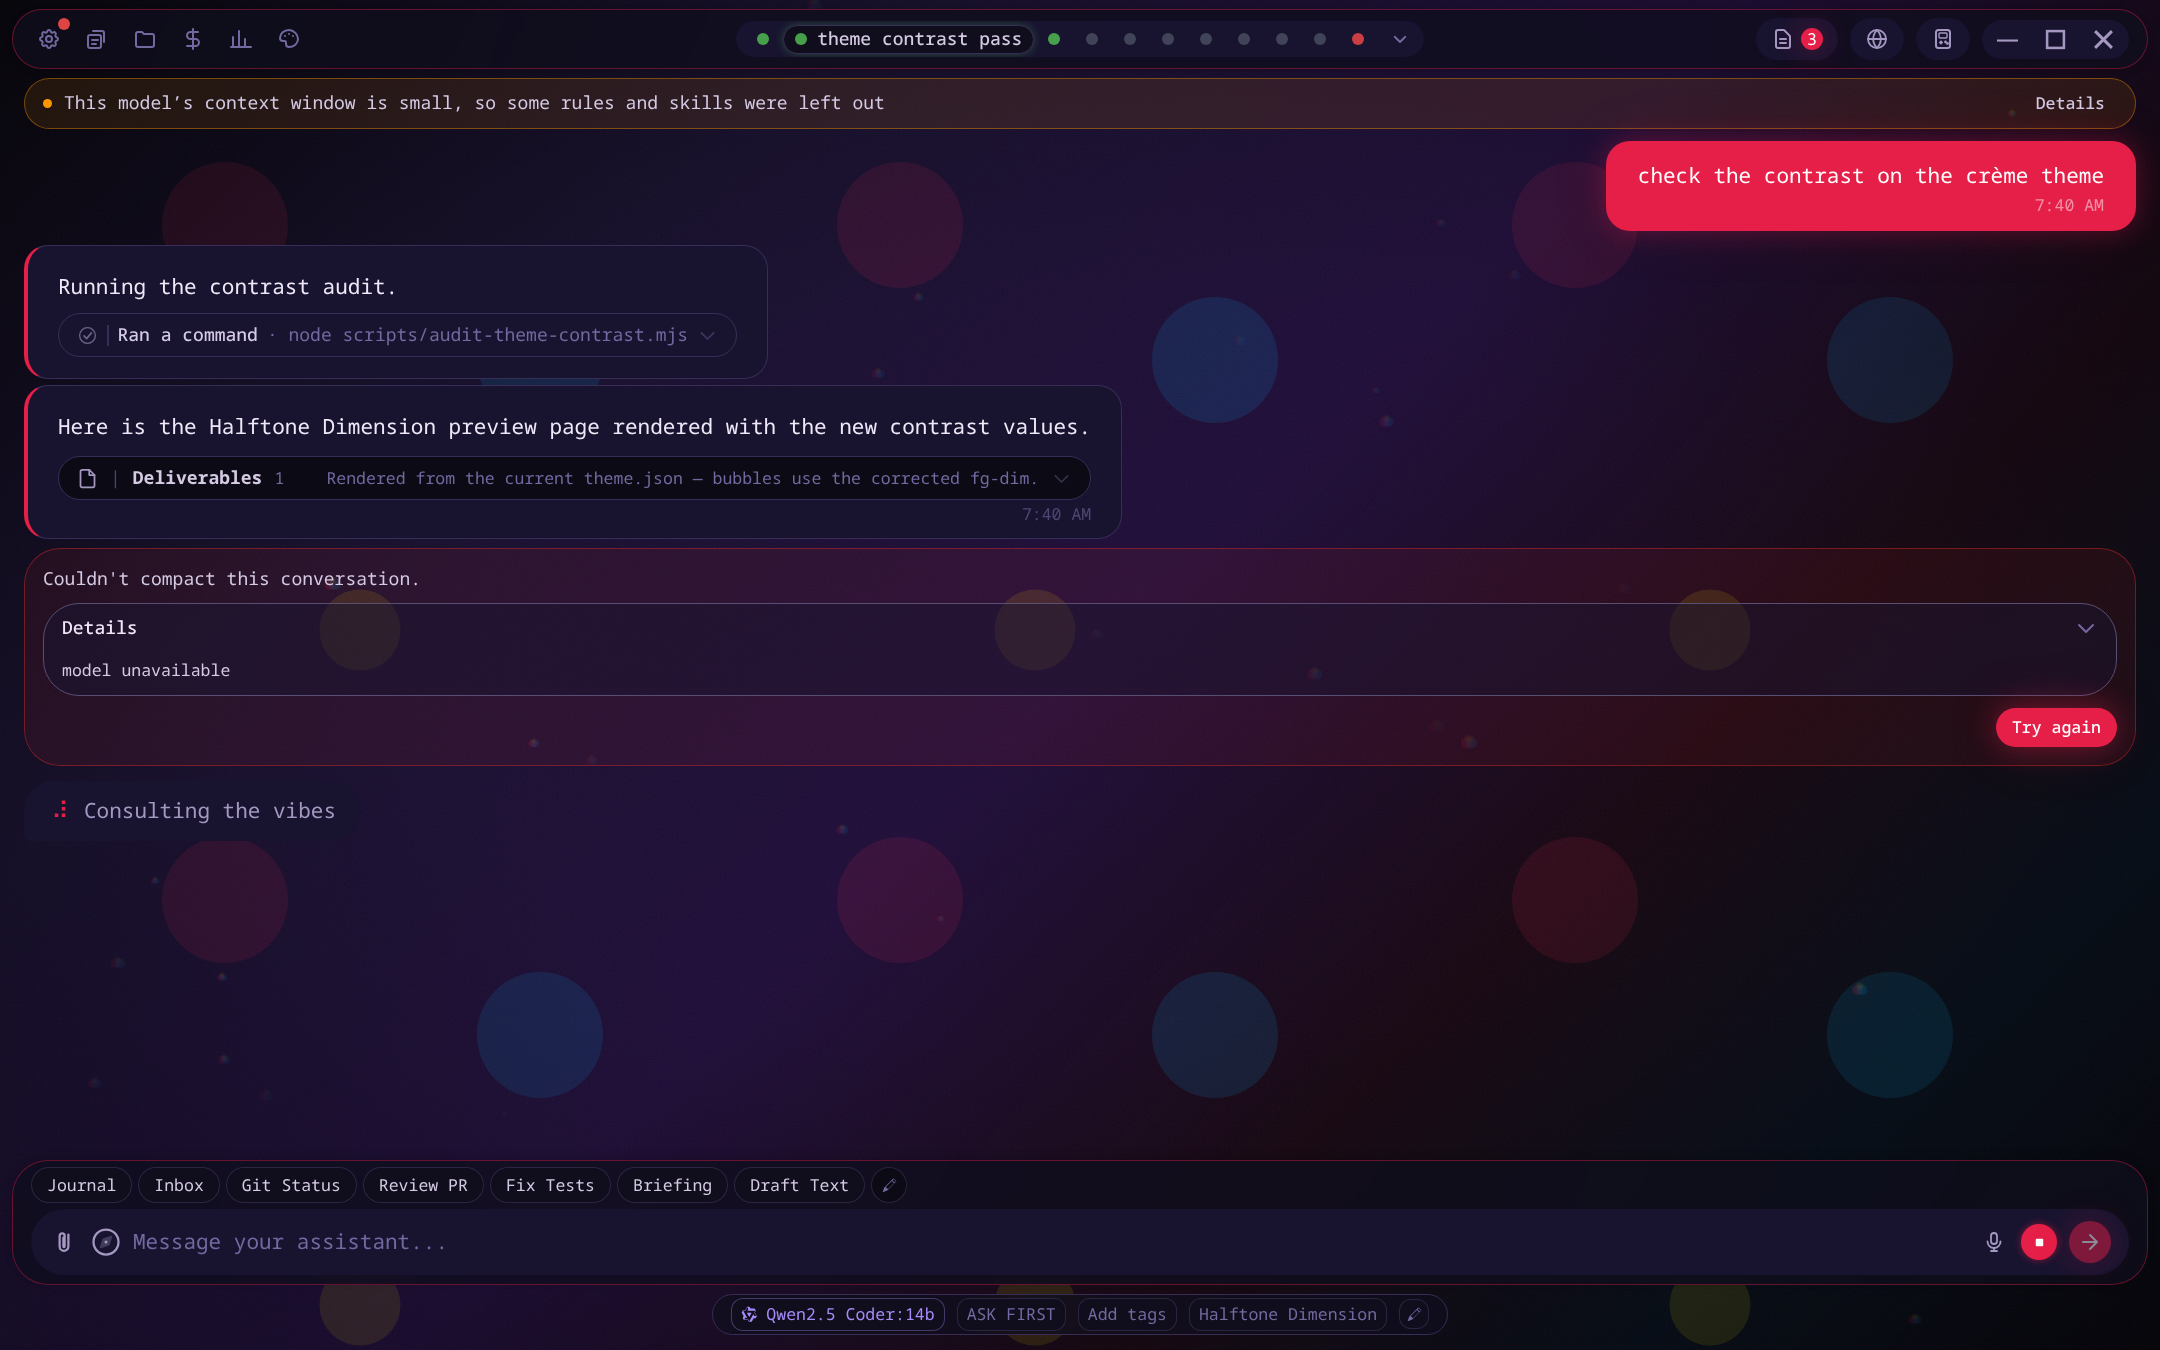 theme contrast pass
3
This model’s context window is small, so some rules and skills were left out
Details
check the contrast on the crème theme
7:40 AM
Running the contrast audit.
Ran a command · node scripts/audit-theme-contrast.mjs
Here is the Halftone Dimension preview page rendered with the new contrast values.
Deliverables 1 Rendered from the current theme.json — bubbles use the corrected fg-dim.
7:40 AM
Couldn't compact this conversation.
Details
model unavailable
Try again
Consulting the vibes
Journal Inbox Git Status Review PR Fix Tests Briefing Draft Text
Message your assistant...
Qwen2.5 Coder:14b ASK FIRST Add tags Halftone Dimension